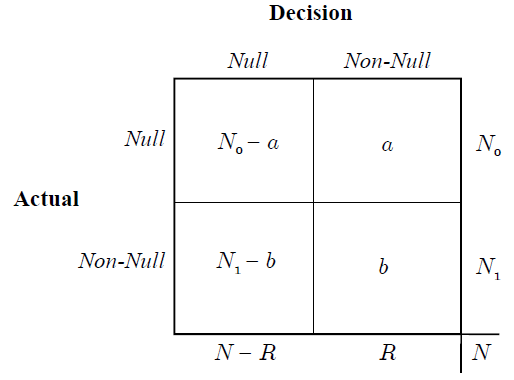 Decision
Null Non-Null
Null N₀ – a a N₀
Actual
Non-Null N₁ – b b N₁
N – R R N